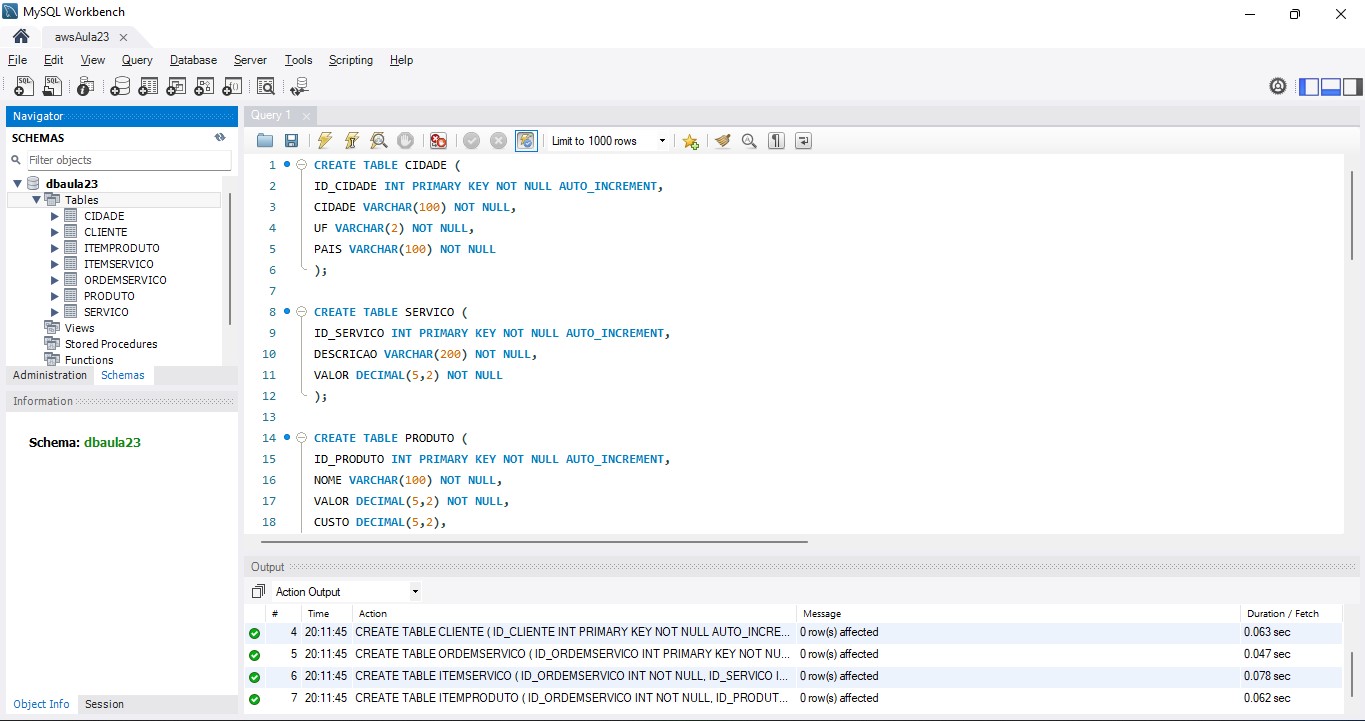 MySQL Workbench
awsAula23
File Edit View Query Database Server Tools Scripting Help
Navigator
SCHEMAS
Filter objects
dbaula23
Tables
CIDADE
CLIENTE
ITEMPRODUTO
ITEMSERVICO
ORDEMSERVICO
PRODUTO
SERVICO
Views
Stored Procedures
Functions
Administration Schemas
Information
Schema: dbaula23
Object Info Session
Query 1
Limit to 1000 rows
1 CREATE TABLE CIDADE (
2 ID_CIDADE INT PRIMARY KEY NOT NULL AUTO_INCREMENT,
3 CIDADE VARCHAR(100) NOT NULL,
4 UF VARCHAR(2) NOT NULL,
5 PAIS VARCHAR(100) NOT NULL
6 );
7
8 CREATE TABLE SERVICO (
9 ID_SERVICO INT PRIMARY KEY NOT NULL AUTO_INCREMENT,
10 DESCRICAO VARCHAR(200) NOT NULL,
11 VALOR DECIMAL(5,2) NOT NULL
12 );
13
14 CREATE TABLE PRODUTO (
15 ID_PRODUTO INT PRIMARY KEY NOT NULL AUTO_INCREMENT,
16 NOME VARCHAR(100) NOT NULL,
17 VALOR DECIMAL(5,2) NOT NULL,
18 CUSTO DECIMAL(5,2),
Output
Action Output
# Time Action Message Duration / Fetch
4 20:11:45 CREATE TABLE CLIENTE ( ID_CLIENTE INT PRIMARY KEY NOT NULL AUTO_INCRE... 0 row(s) affected 0.063 sec
5 20:11:45 CREATE TABLE ORDEMSERVICO ( ID_ORDEMSERVICO INT PRIMARY KEY NOT NU... 0 row(s) affected 0.047 sec
6 20:11:45 CREATE TABLE ITEMSERVICO ( ID_ORDEMSERVICO INT NOT NULL, ID_SERVICO I... 0 row(s) affected 0.078 sec
7 20:11:45 CREATE TABLE ITEMPRODUTO ( ID_ORDEMSERVICO INT NOT NULL, ID_PRODUT... 0 row(s) affected 0.062 sec